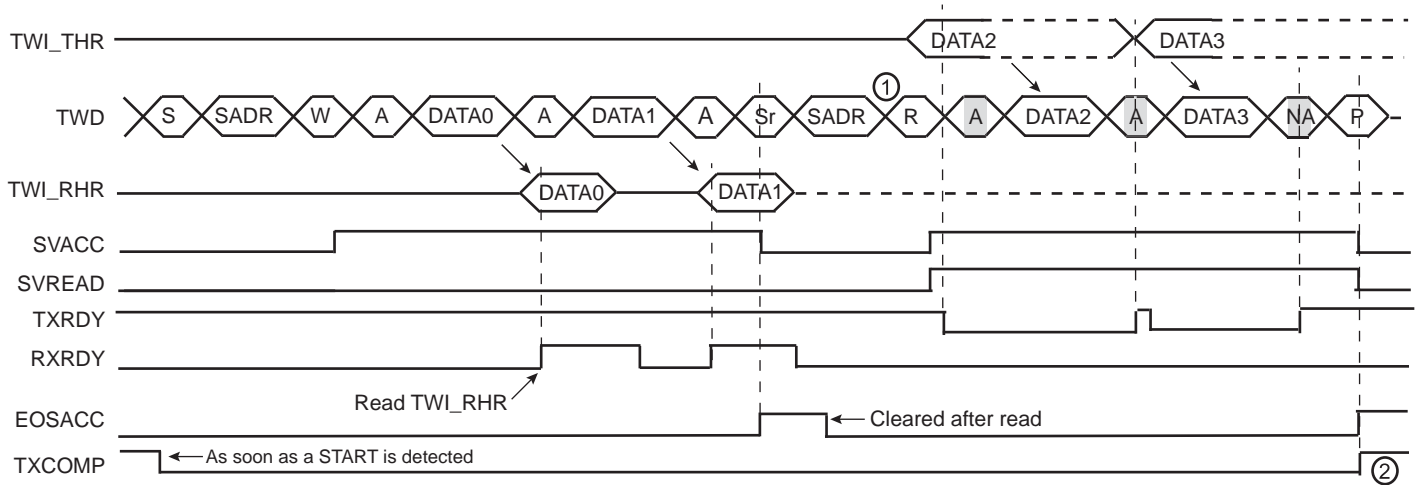 TWI_THR DATA2 DATA3
①
TWD S SADR W A DATA0 A DATA1 A Sr SADR R A DATA2 A DATA3 NA P
TWI_RHR DATA0 DATA1
SVACC
SVREAD
TXRDY
RXRDY
Read TWI_RHR
EOSACC Cleared after read
TXCOMP As soon as a START is detected ②